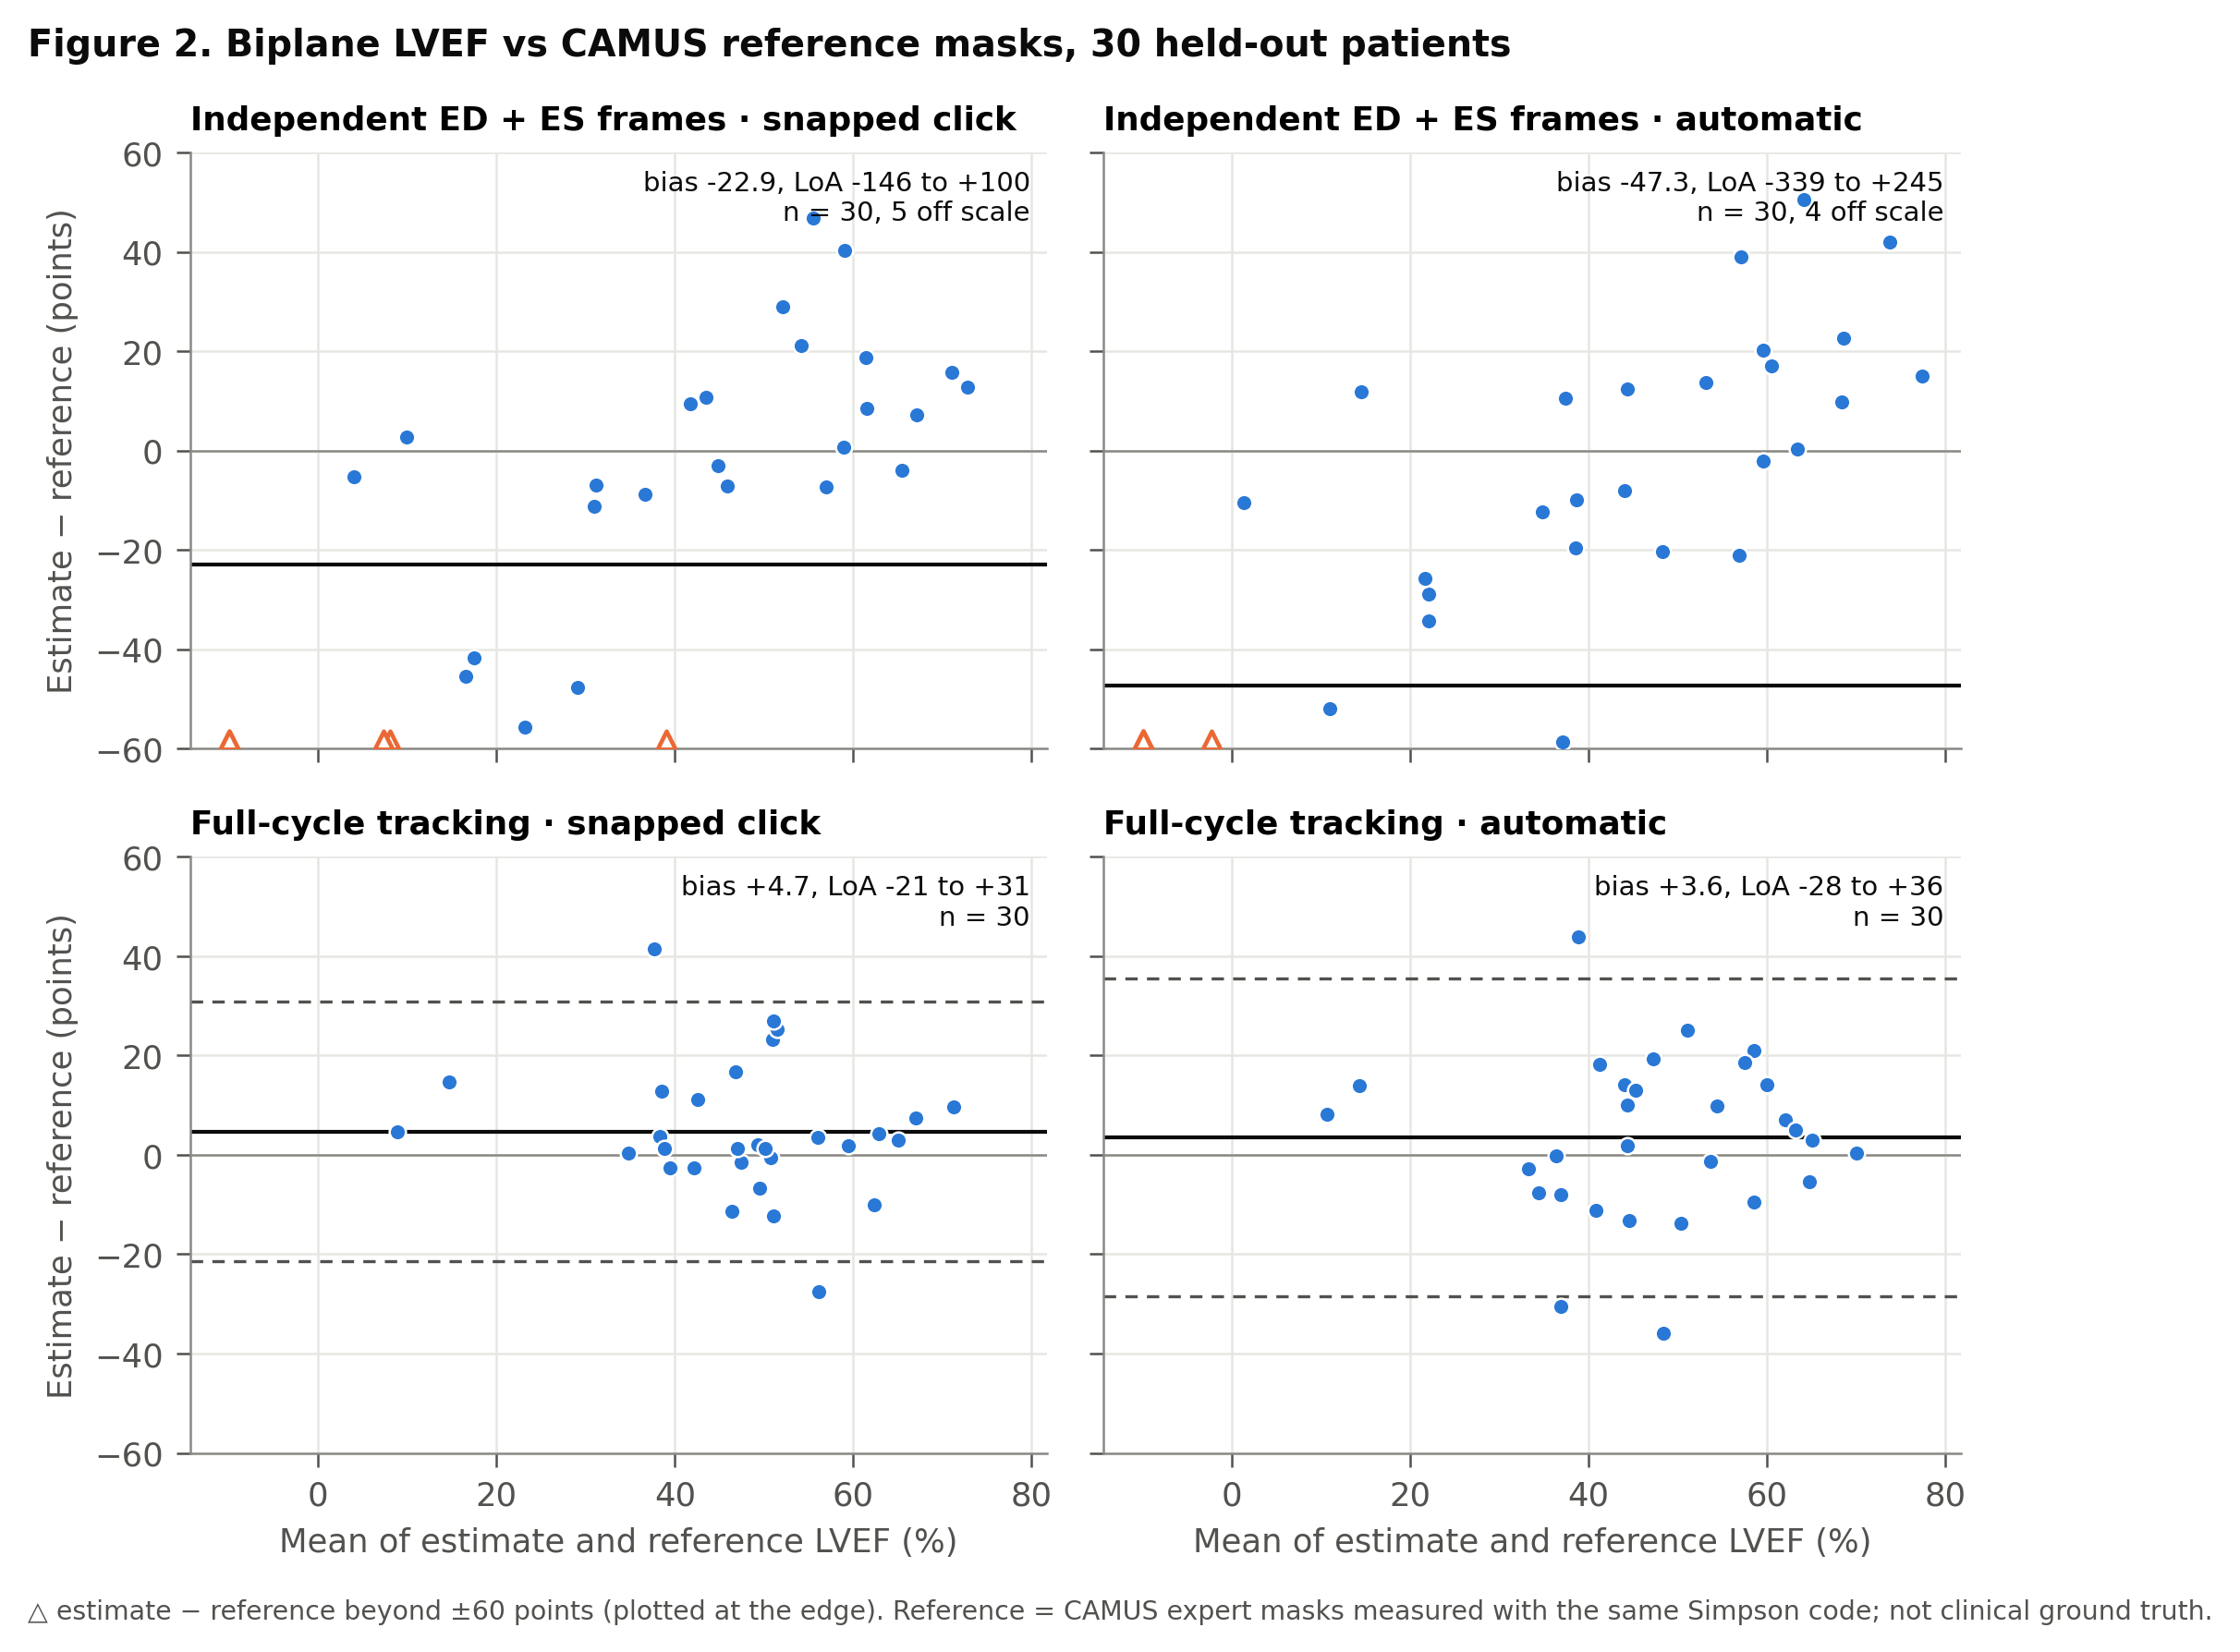 Figure 2. Biplane LVEF vs CAMUS reference masks, 30 held-out patients
Independent ED + ES frames · snapped click
60
40
20
0
−20
−40
−60
Estimate − reference (points)
bias -22.9, LoA -146 to +100
n = 30, 5 off scale
Independent ED + ES frames · automatic
bias -47.3, LoA -339 to +245
n = 30, 4 off scale
Full-cycle tracking · snapped click
60
40
20
0
−20
−40
−60
Estimate − reference (points)
bias +4.7, LoA -21 to +31
n = 30
0 20 40 60 80
Mean of estimate and reference LVEF (%)
Full-cycle tracking · automatic
bias +3.6, LoA -28 to +36
n = 30
0 20 40 60 80
Mean of estimate and reference LVEF (%)
△ estimate − reference beyond ±60 points (plotted at the edge). Reference = CAMUS expert masks measured with the same Simpson code; not clinical ground truth.